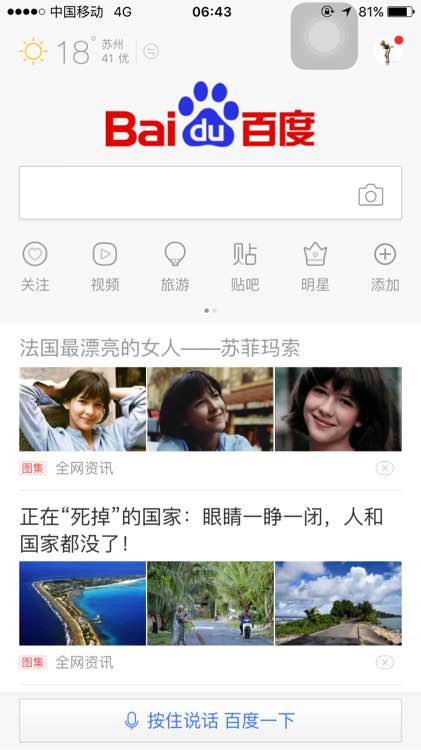 中国移动 4G 06:43 81%
18° 苏州
41 优
Bai du 百度
关注 视频 旅游 贴吧 明星 添加
法国最漂亮的女人——苏菲玛索
图集 全网资讯
正在“死掉”的国家：眼睛一睁一闭，人和
国家都没了！
图集 全网资讯
按住说话 百度一下